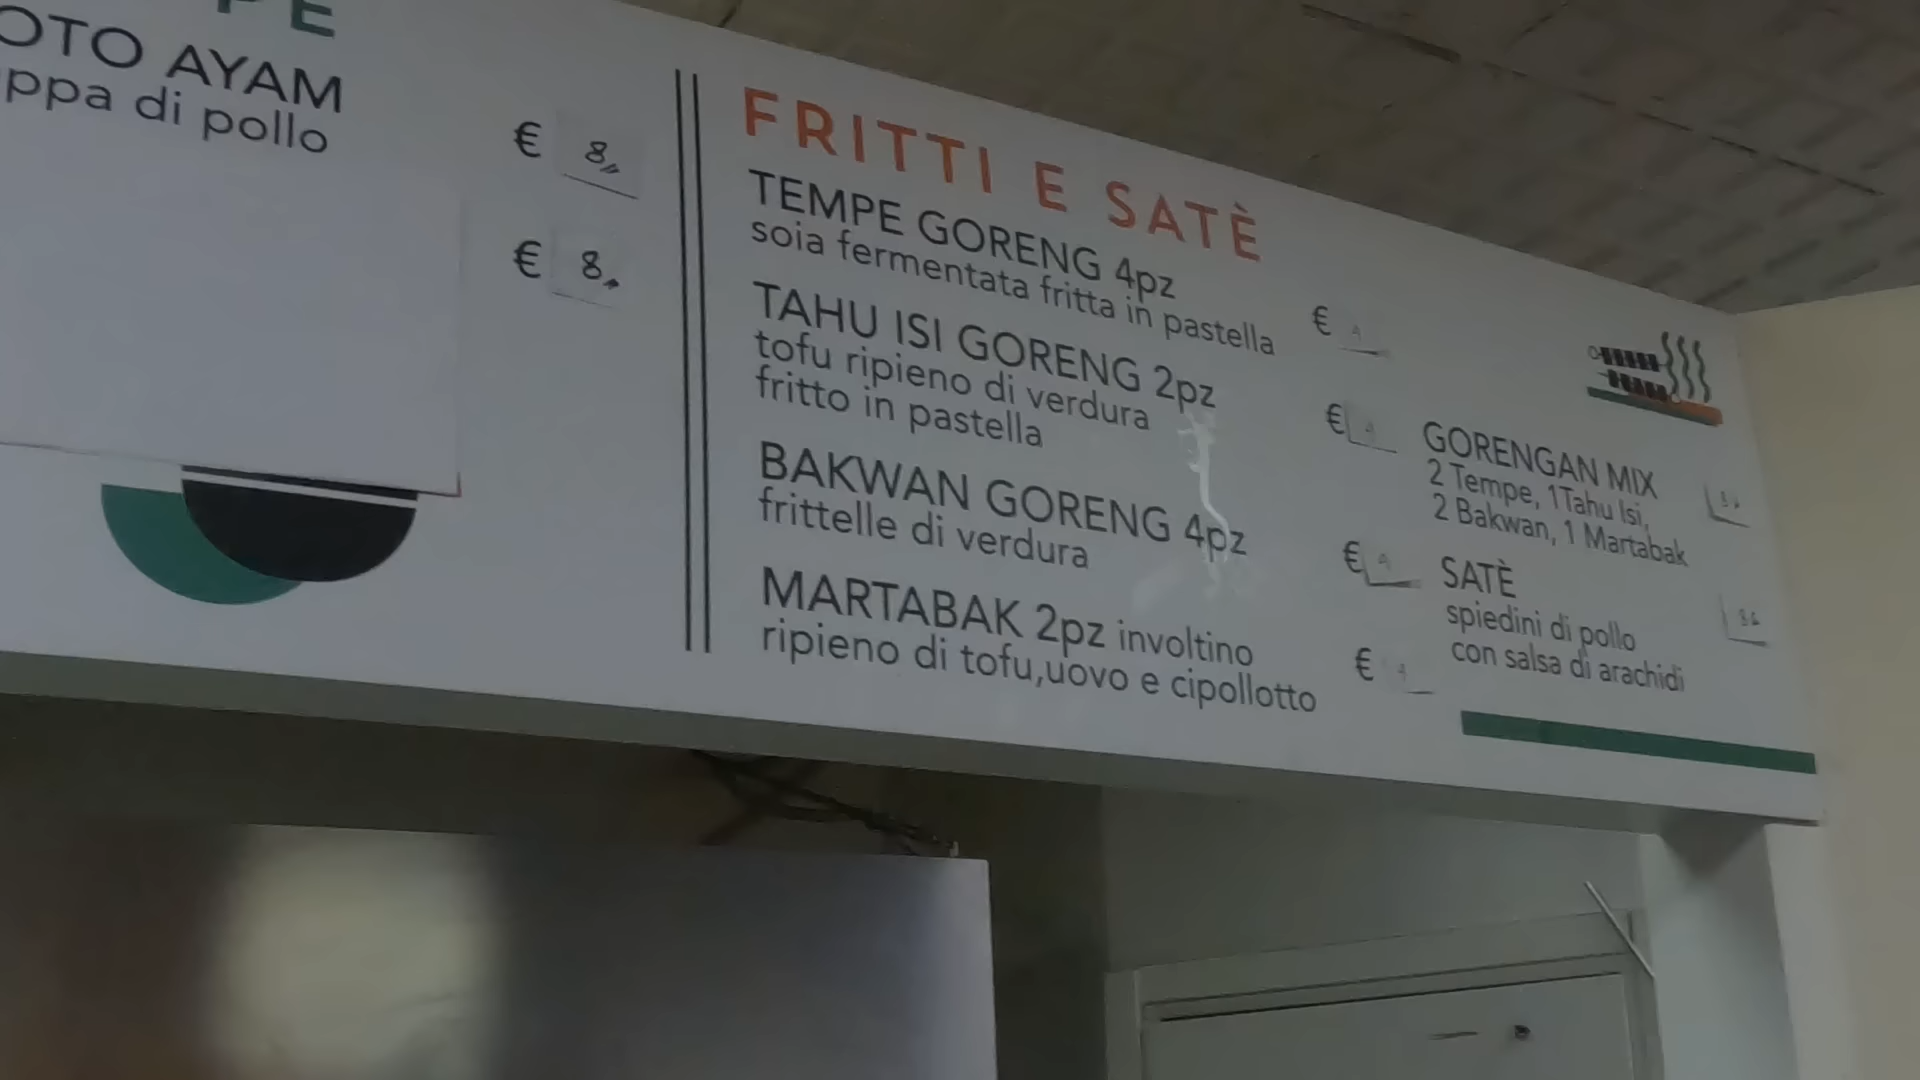 OTO AYAM
ppa di pollo
€ 8,,
€ 8,
FRITTI E SATÈ
TEMPE GORENG 4pz
soia fermentata fritta in pastella
€
TAHU ISI GORENG 2pz
tofu ripieno di verdura
fritto in pastella
€
BAKWAN GORENG 4pz
frittelle di verdura
€
MARTABAK 2pz involtino
ripieno di tofu,uovo e cipollotto
€
GORENGAN MIX
2 Tempe, 1Tahu Isi,
2 Bakwan, 1 Martabak
SATÈ
spiedini di pollo
con salsa di arachidi